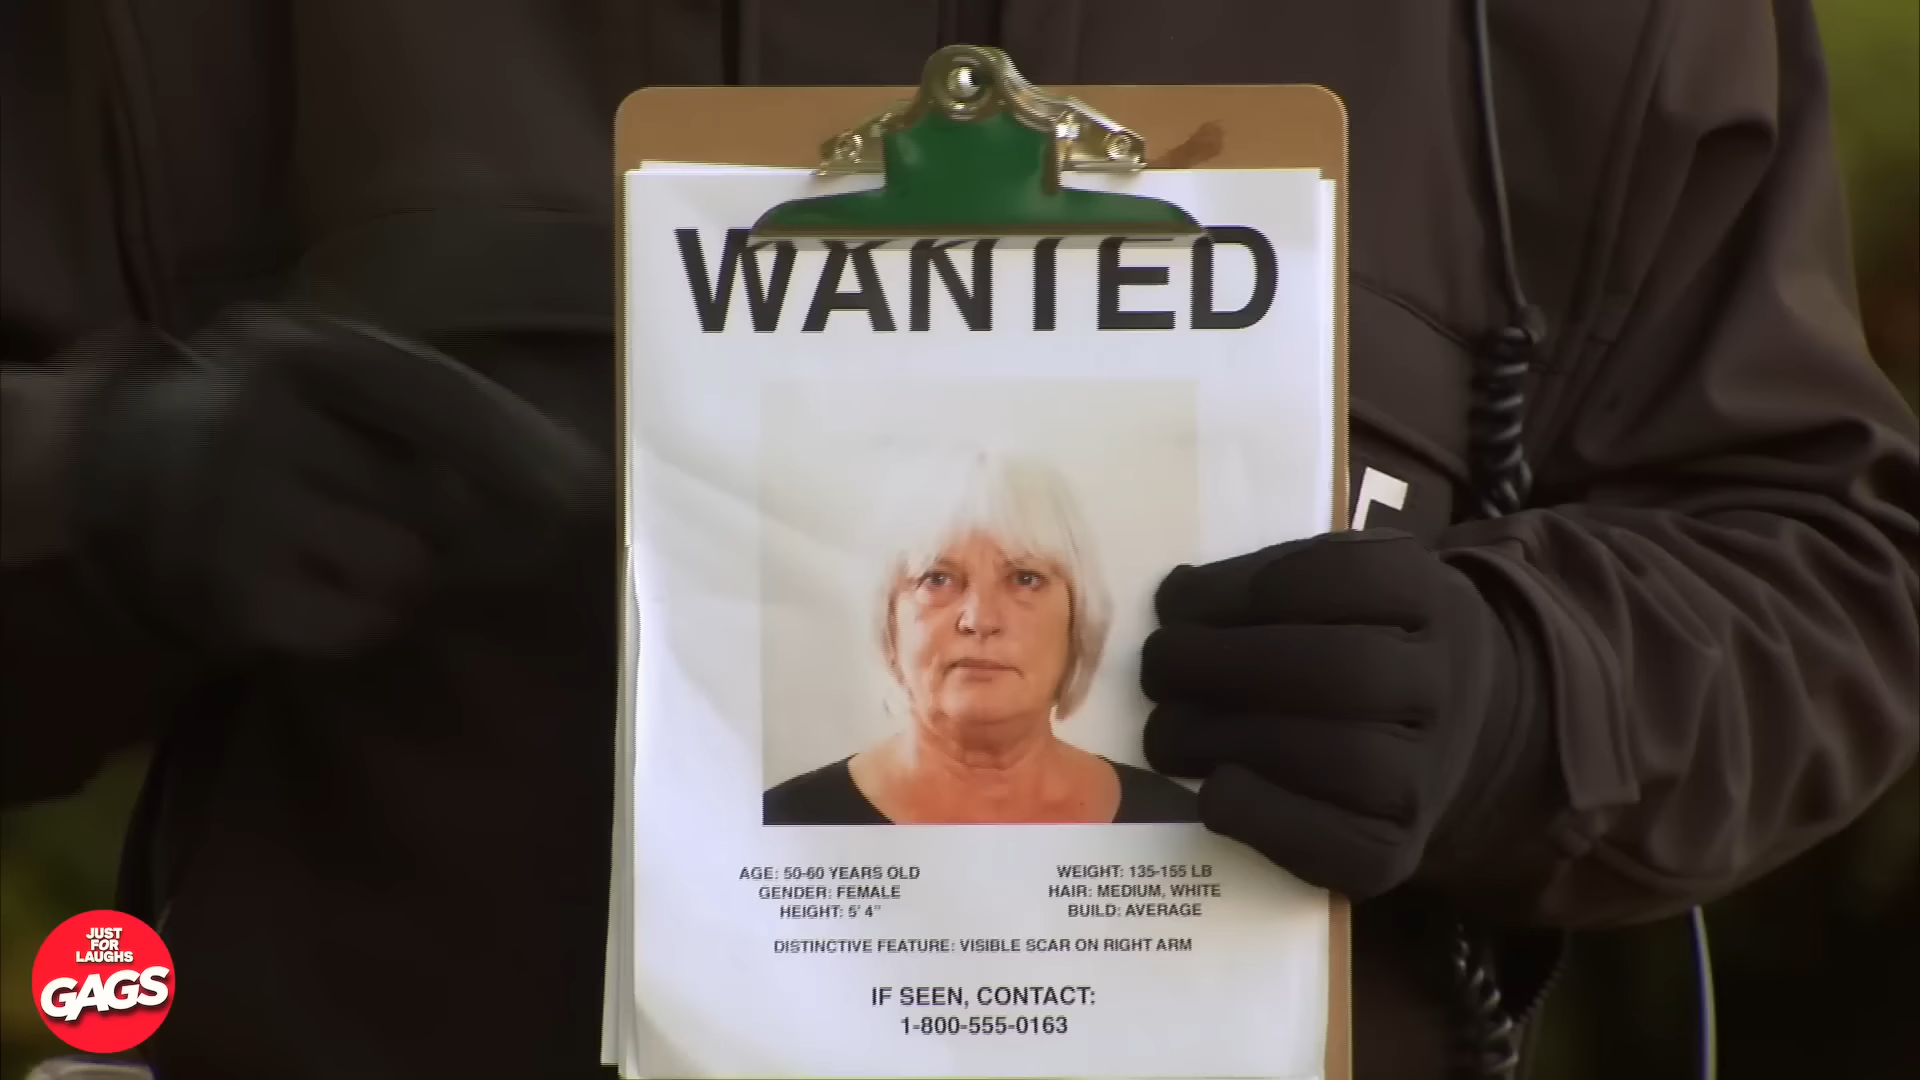 WANTED
AGE: 50-60 YEARS OLD
GENDER: FEMALE
HEIGHT: 5' 4"
WEIGHT: 135-155 LB
HAIR: MEDIUM, WHITE
BUILD: AVERAGE
DISTINCTIVE FEATURE: VISIBLE SCAR ON RIGHT ARM
IF SEEN, CONTACT:
1-800-555-0163
JUST
FOR
LAUGHS
GAGS